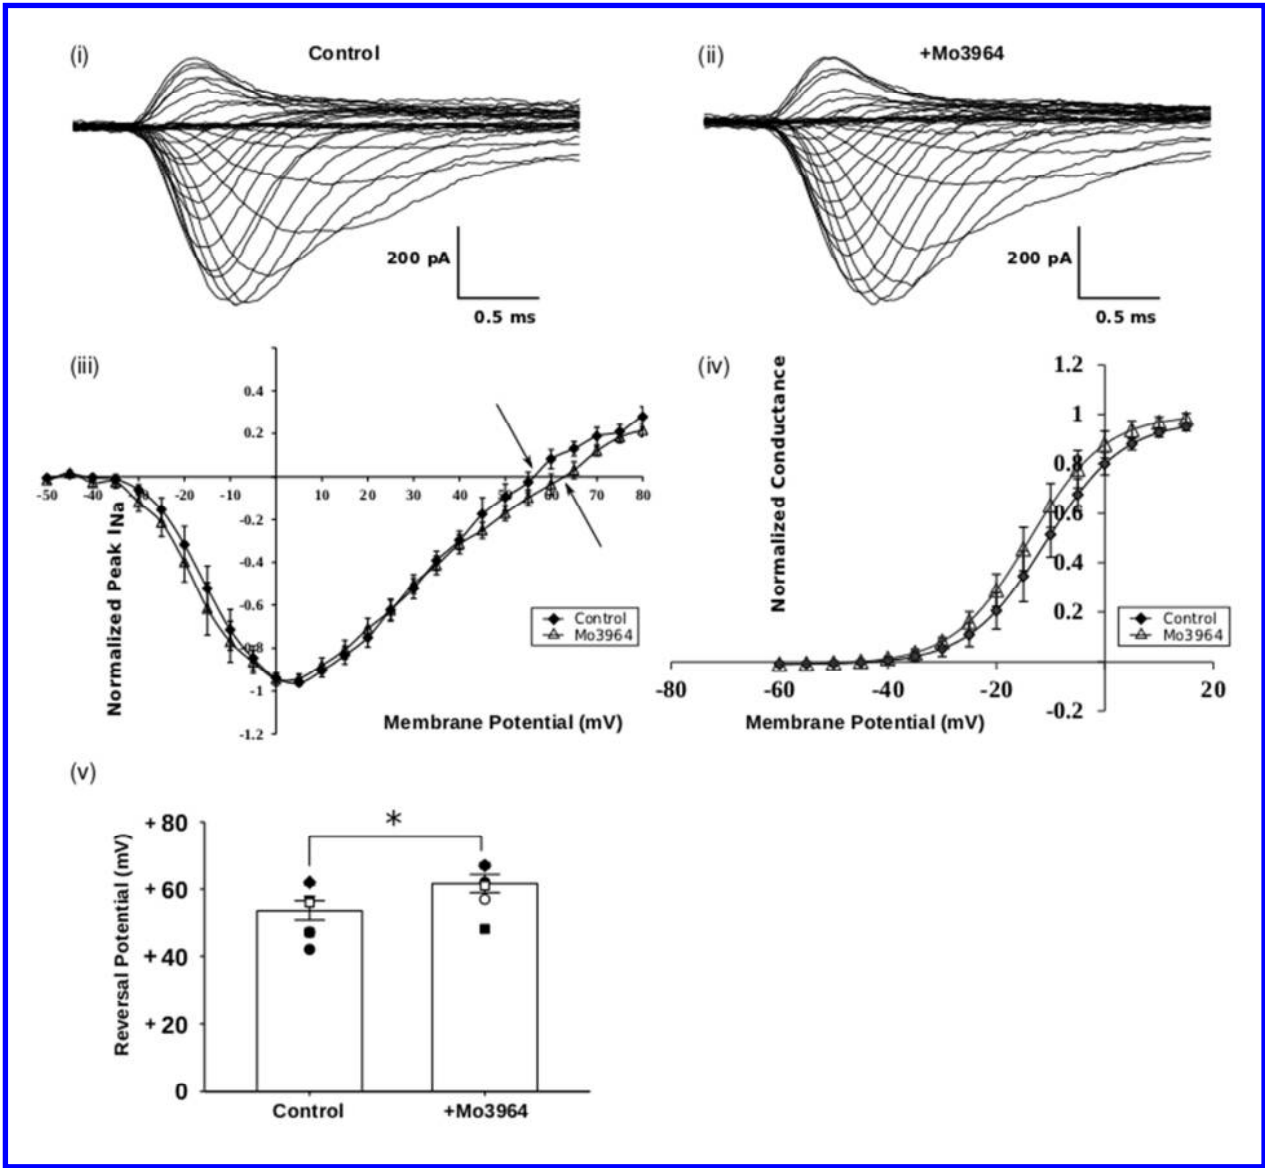 (i)
Control
200 pA
0.5 ms
(ii)
+Mo3964
200 pA
0.5 ms
(iii)
Normalized Peak INa
0.4
0.2
-0.2
-0.4
-0.6
-0.8
-1
-1.2
-50
-40
-30
-20
-10
10
20
30
40
50
60
70
80
Control
Mo3964
Membrane Potential (mV)
(iv)
Normalized Conductance
1.2
1
0.8
0.6
0.4
0.2
-0.2
-80
-60
-40
-20
20
Control
Mo3964
Membrane Potential (mV)
(v)
Reversal Potential (mV)
+ 80
+ 60
+ 40
+ 20
0
*
Control
+Mo3964